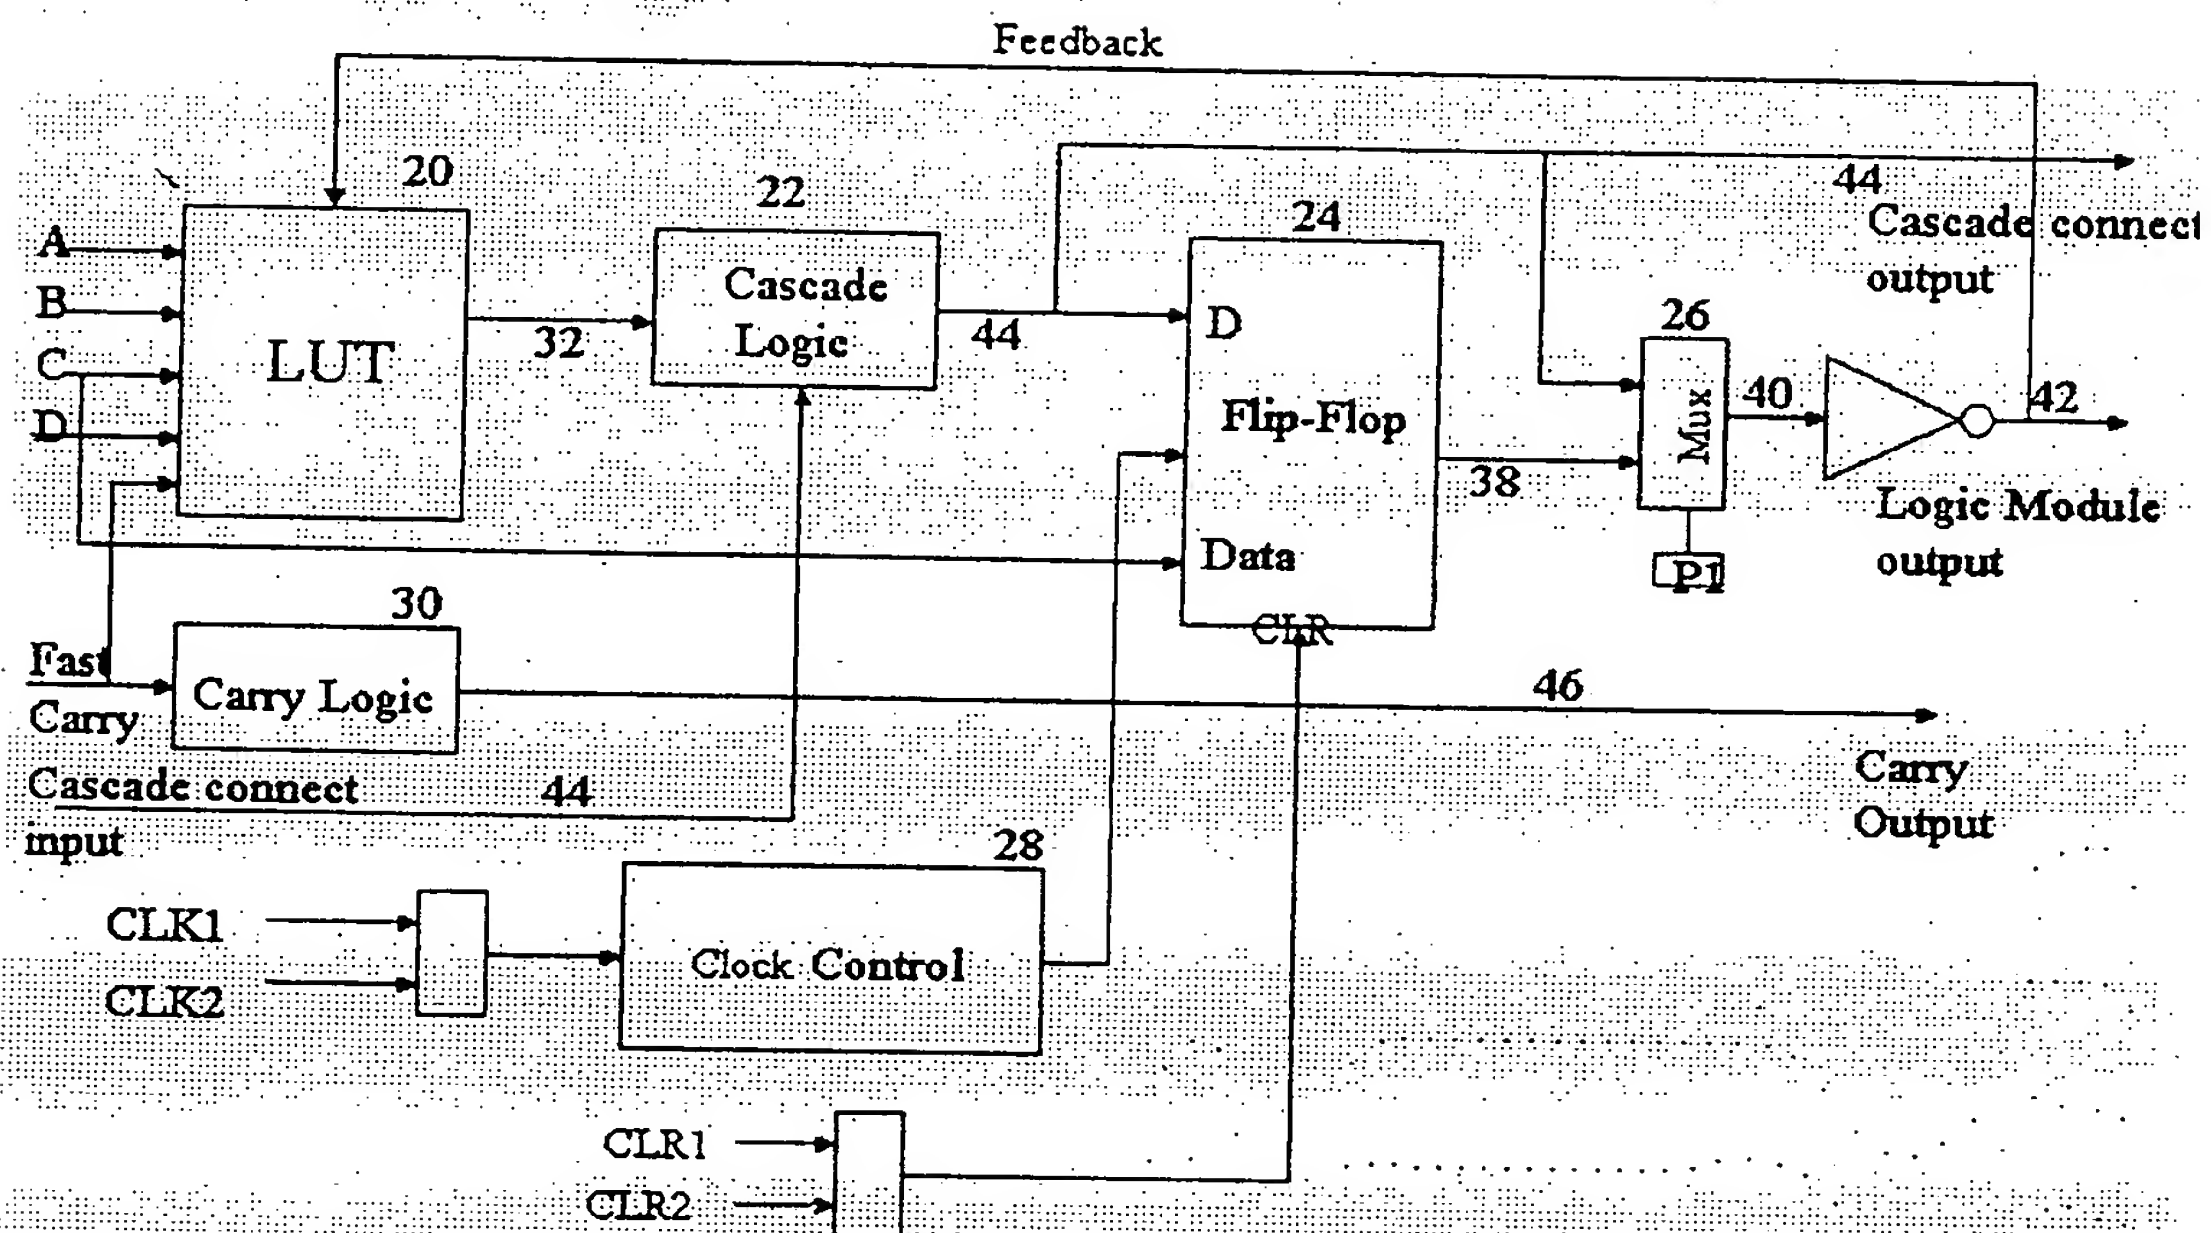 Feedback
20
22
24
44
Cascade connect
output
A
B
C
D
LUT
32
Cascade
Logic
44
D
Flip-Flop
Data
CLR
38
26
Mux
40
42
P1
Logic Module
output
30
Fast
Carry
Carry Logic
46
Carry
Output
Cascade connect
input
44
28
CLK1
CLK2
Clock Control
CLR1
CLR2